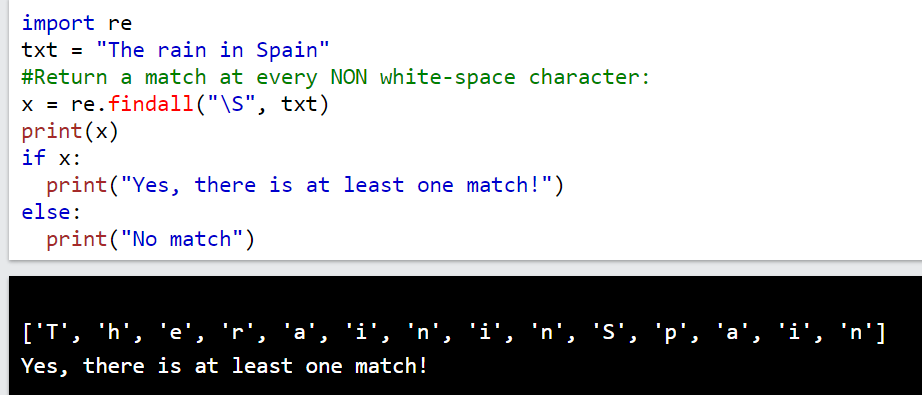 import re
txt = "The rain in Spain"
#Return a match at every NON white-space character:
x = re.findall("\S", txt)
print(x)
if x:
  print("Yes, there is at least one match!")
else:
  print("No match")
['T', 'h', 'e', 'r', 'a', 'i', 'n', 'i', 'n', 'S', 'p', 'a', 'i', 'n']
Yes, there is at least one match!